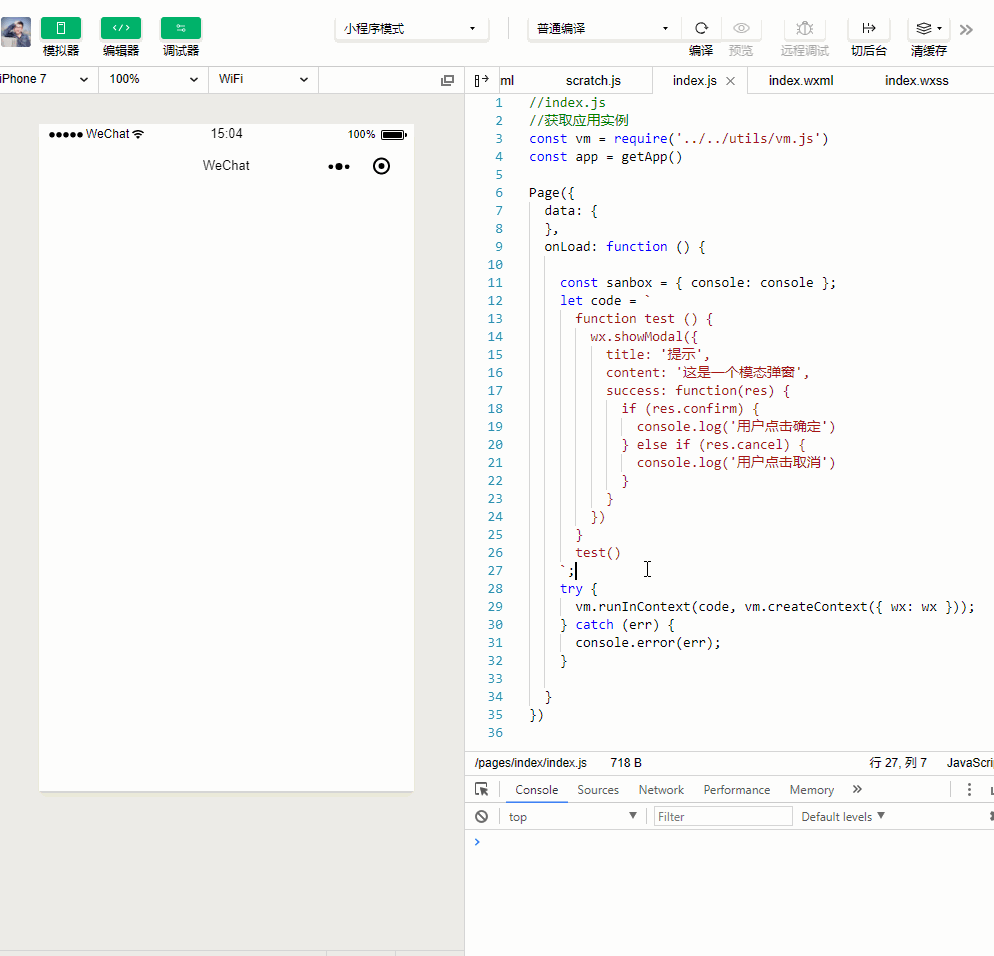 小程序模式 普通编译
模拟器 编辑器 调试器 编译 预览 远程调试 切后台 清缓存
iPhone 7 100% WiFi
ml scratch.js index.js index.wxml index.wxss
WeChat 15:04 100%
WeChat
1 //index.js
2 //获取应用实例
3 const vm = require('../../utils/vm.js')
4 const app = getApp()
5
6 Page({
7 data: {
8 },
9 onLoad: function () {
10
11 const sanbox = { console: console };
12 let code = `
13 function test () {
14 wx.showModal({
15 title: '提示',
16 content: '这是一个模态弹窗',
17 success: function(res) {
18 if (res.confirm) {
19 console.log('用户点击确定')
20 } else if (res.cancel) {
21 console.log('用户点击取消')
22 }
23 }
24 })
25 }
26 test()
27 `;
28 try {
29 vm.runInContext(code, vm.createContext({ wx: wx }));
30 } catch (err) {
31 console.error(err);
32 }
33
34 }
35 })
36
/pages/index/index.js 718 B 行 27, 列 7 JavaScri
Console Sources Network Performance Memory
top Filter Default levels